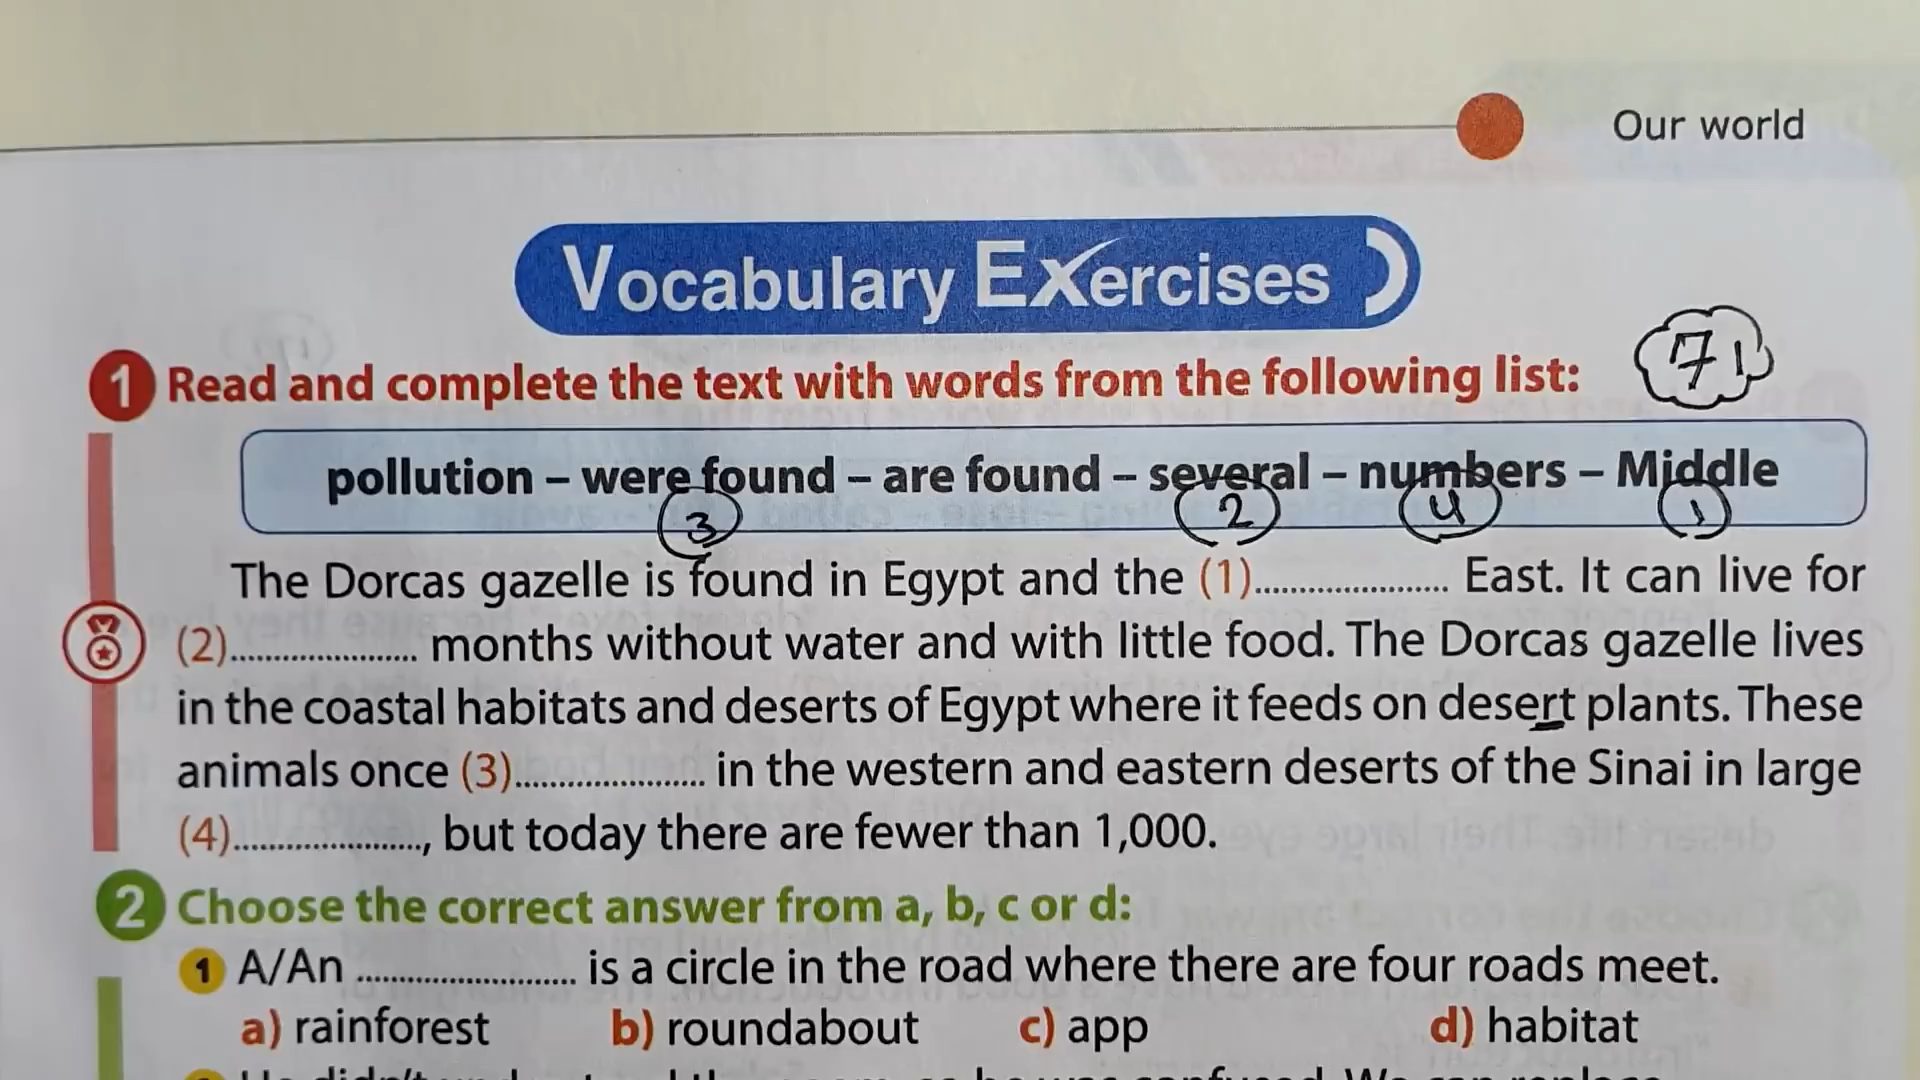 Our world
Vocabulary Exercises
1 Read and complete the text with words from the following list: 71
pollution – were found – are found – several – numbers – Middle
3 2 4 1
The Dorcas gazelle is found in Egypt and the (1)..................... East. It can live for
(2)..................... months without water and with little food. The Dorcas gazelle lives
in the coastal habitats and deserts of Egypt where it feeds on desert plants. These
animals once (3)..................... in the western and eastern deserts of the Sinai in large
(4)....................., but today there are fewer than 1,000.
2 Choose the correct answer from a, b, c or d:
1 A/An ........................ is a circle in the road where there are four roads meet.
a) rainforest b) roundabout c) app d) habitat